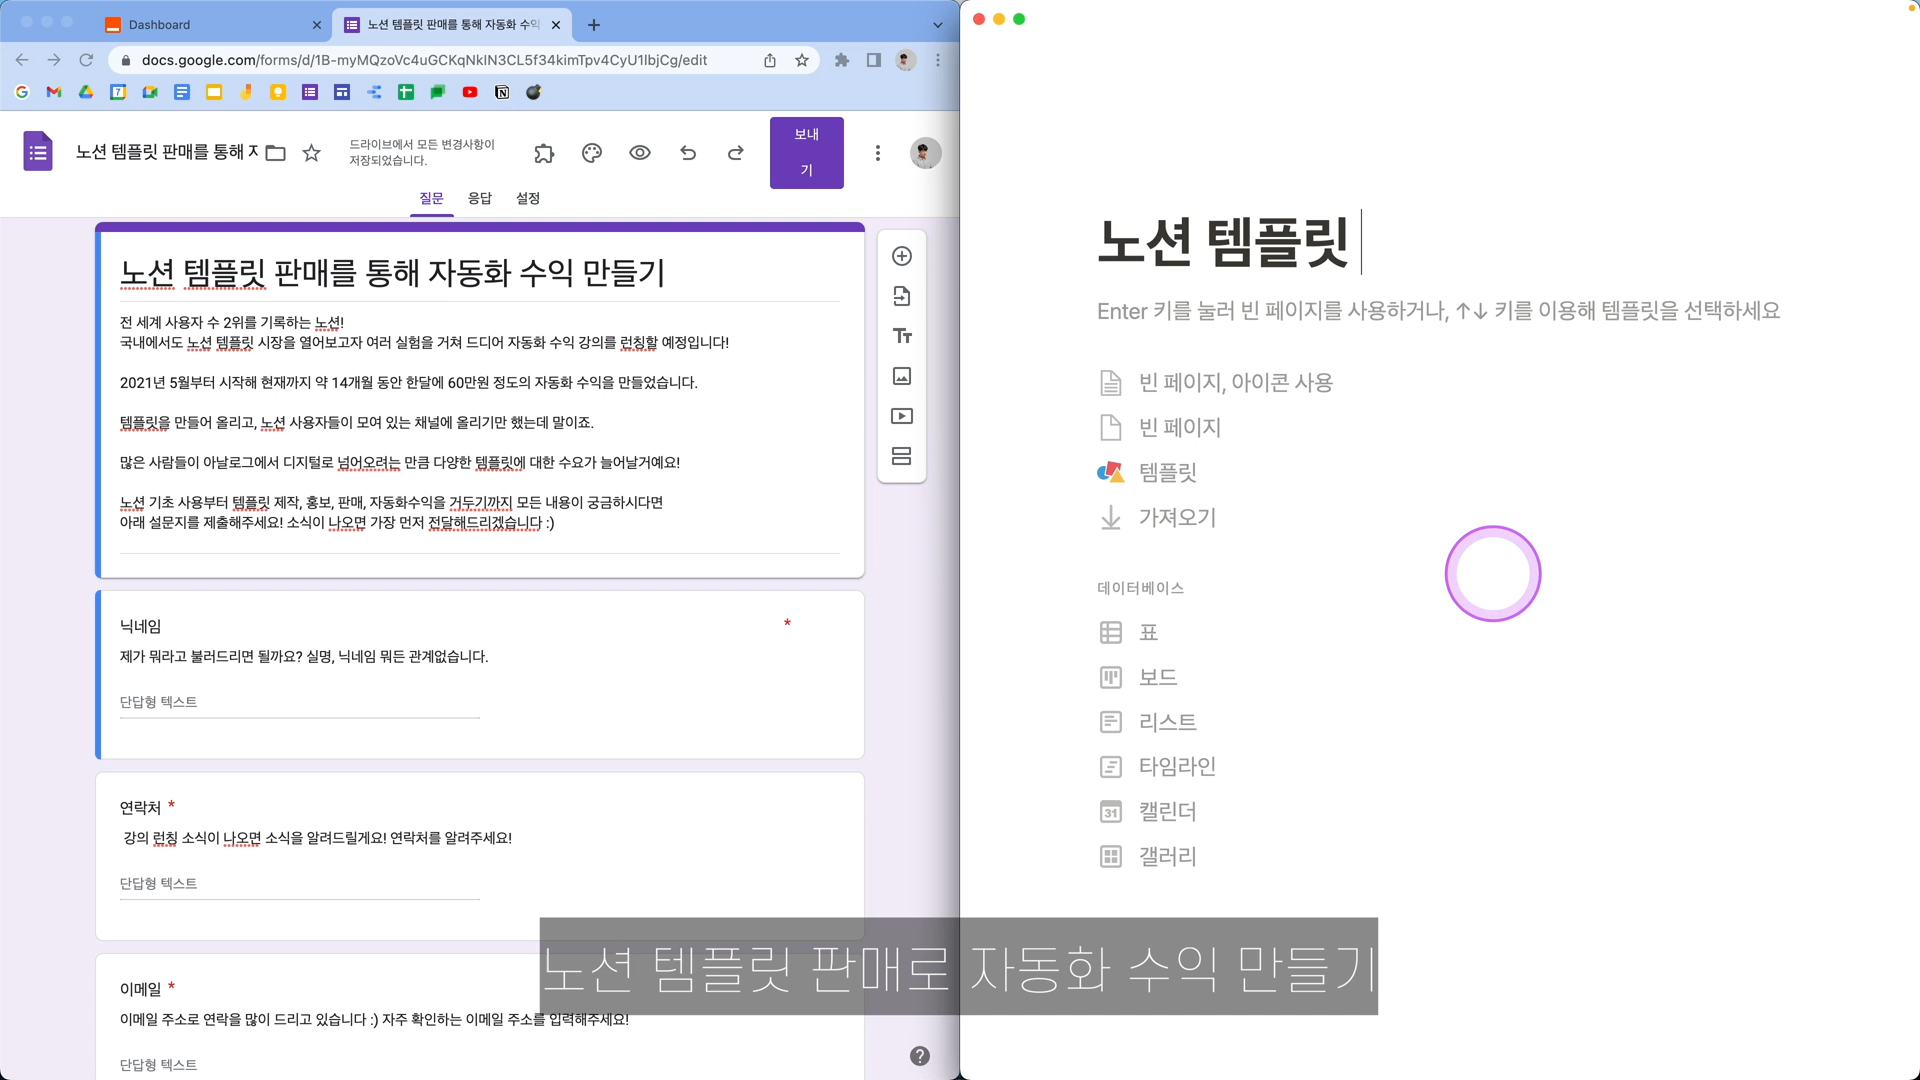 Dashboard
노션 템플릿 판매를 통해 자동화 수익
docs.google.com/forms/d/1B-myMQzoVc4uGCKqNkIN3CL5f34kimTpv4CyU1IbjCg/edit
노션 템플릿 판매를 통해 ㅈ
드라이브에서 모든 변경사항이
저장되었습니다.
보내
기
질문 응답 설정
노션 템플릿 판매를 통해 자동화 수익 만들기
전 세계 사용자 수 2위를 기록하는 노션!
국내에서도 노션 템플릿 시장을 열어보고자 여러 실험을 거쳐 드디어 자동화 수익 강의를 런칭할 예정입니다!
2021년 5월부터 시작해 현재까지 약 14개월 동안 한달에 60만원 정도의 자동화 수익을 만들었습니다.
템플릿을 만들어 올리고, 노션 사용자들이 모여 있는 채널에 올리기만 했는데 말이죠.
많은 사람들이 아날로그에서 디지털로 넘어오려는 만큼 다양한 템플릿에 대한 수요가 늘어날거예요!
노션 기초 사용부터 템플릿 제작, 홍보, 판매, 자동화수익을 거두기까지 모든 내용이 궁금하시다면
아래 설문지를 제출해주세요! 소식이 나오면 가장 먼저 전달해드리겠습니다 :)
닉네임 *
제가 뭐라고 불러드리면 될까요? 실명, 닉네임 뭐든 관계없습니다.
단답형 텍스트
연락처 *
강의 런칭 소식이 나오면 소식을 알려드릴게요! 연락처를 알려주세요!
단답형 텍스트
이메일 *
이메일 주소로 연락을 많이 드리고 있습니다 :) 자주 확인하는 이메일 주소를 입력해주세요!
단답형 텍스트
노션 템플릿
Enter 키를 눌러 빈 페이지를 사용하거나, ↑↓ 키를 이용해 템플릿을 선택하세요
빈 페이지, 아이콘 사용
빈 페이지
템플릿
가져오기
데이터베이스
표
보드
리스트
타임라인
31 캘린더
갤러리
노션 템플릿 판매로 자동화 수익 만들기